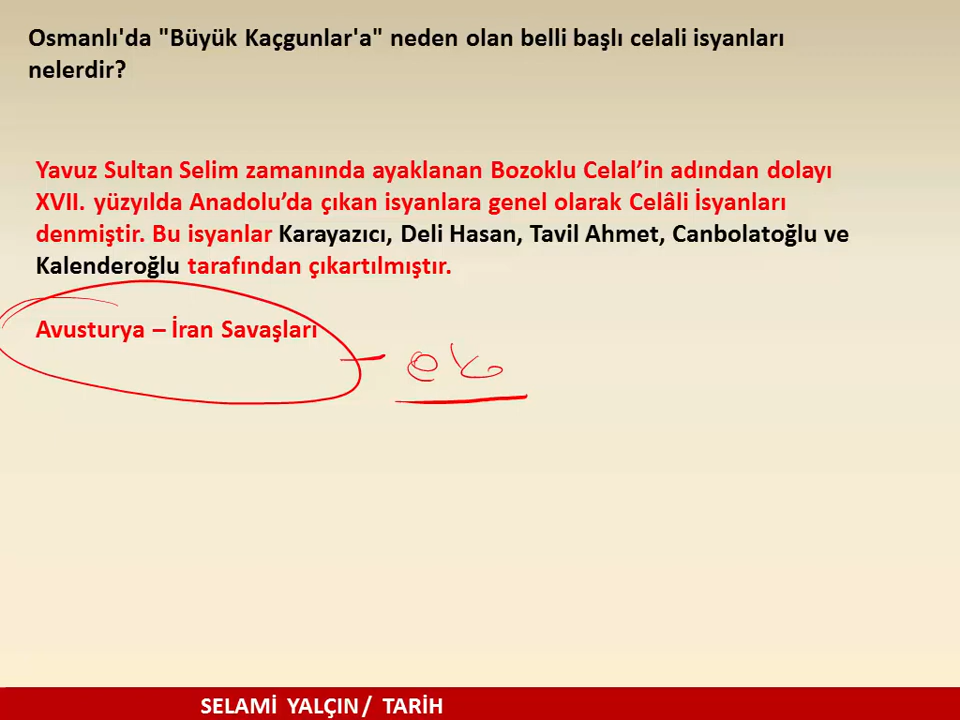 Osmanlı'da "Büyük Kaçgunlar'a" neden olan belli başlı celali isyanları
nelerdir?
Yavuz Sultan Selim zamanında ayaklanan Bozoklu Celal’in adından dolayı
XVII. yüzyılda Anadolu’da çıkan isyanlara genel olarak Celâli İsyanları
denmiştir. Bu isyanlar Karayazıcı, Deli Hasan, Tavil Ahmet, Canbolatoğlu ve
Kalenderoğlu tarafından çıkartılmıştır.
Avusturya – İran Savaşları
SELAMİ YALÇIN / TARİH